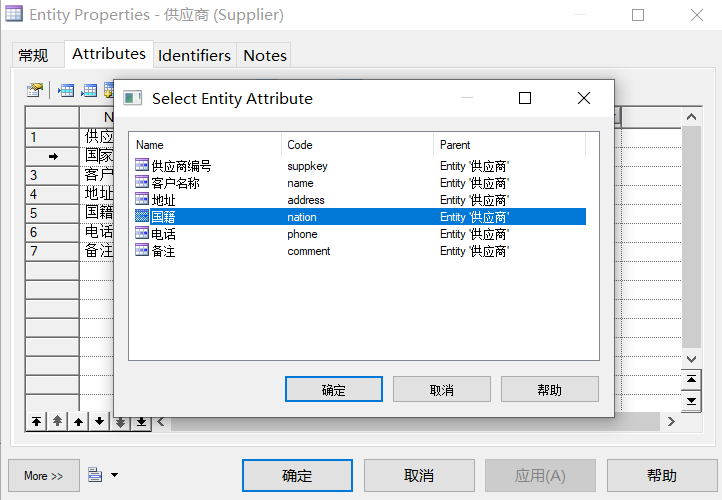 Entity Properties - 供应商 (Supplier)
常规 Attributes Identifiers Notes
Select Entity Attribute
N
1 供应
国家
3 客户
4 地址
5 国籍
6 电话
7 备注
Name Code Parent
供应商编号 suppkey Entity '供应商'
客户名称 name Entity '供应商'
地址 address Entity '供应商'
国籍 nation Entity '供应商'
电话 phone Entity '供应商'
备注 comment Entity '供应商'
确定 取消 帮助
More >> 确定 取消 应用(A) 帮助